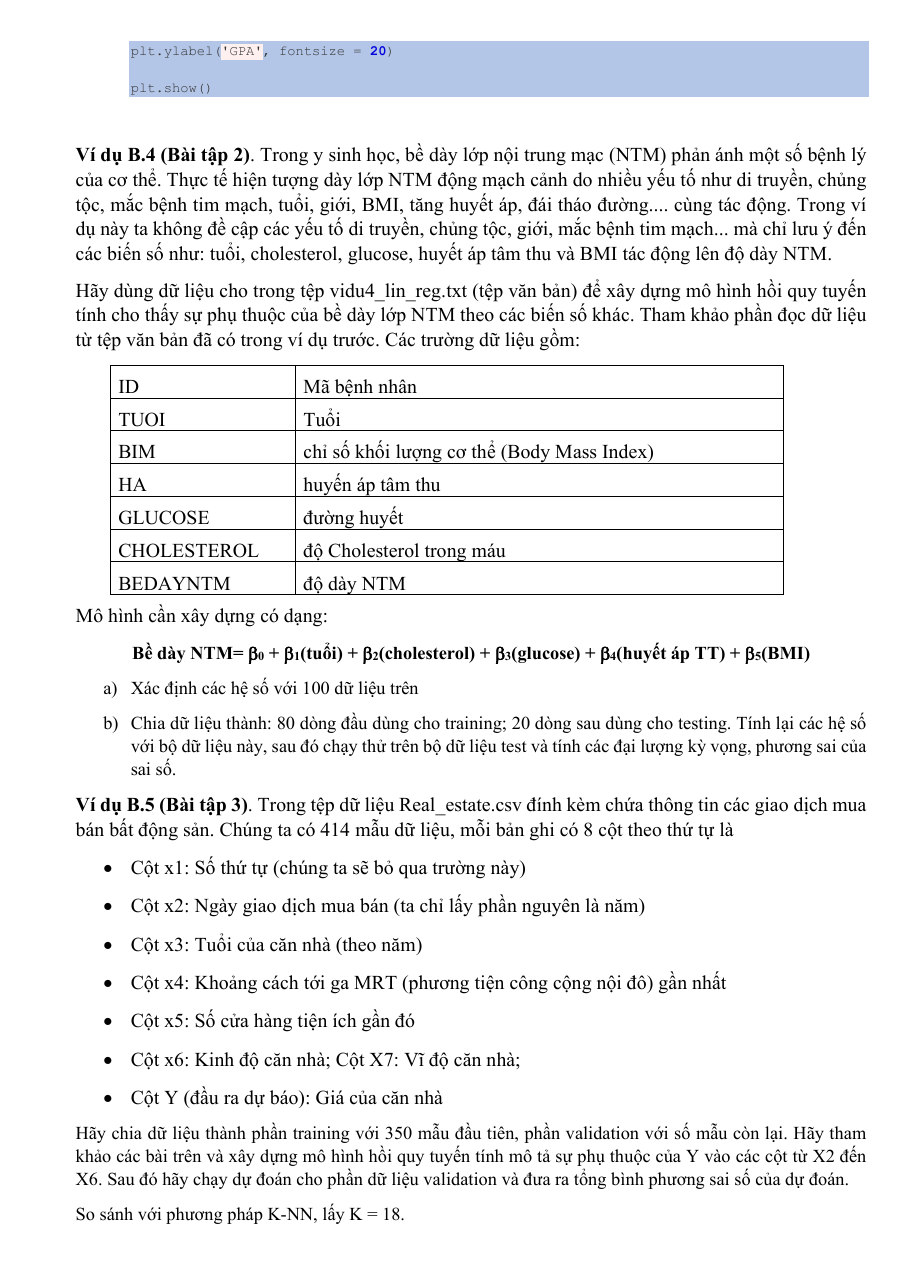 plt.ylabel('GPA', fontsize = 20)
plt.show()
Ví dụ B.4 (Bài tập 2). Trong y sinh học, bề dày lớp nội trung mạc (NTM) phản ánh một số bệnh lý
của cơ thể. Thực tế hiện tượng dày lớp NTM động mạch cảnh do nhiều yếu tố như di truyền, chủng
tộc, mắc bệnh tim mạch, tuổi, giới, BMI, tăng huyết áp, đái tháo đường.... cùng tác động. Trong ví
dụ này ta không đề cập các yếu tố di truyền, chủng tộc, giới, mắc bệnh tim mạch... mà chỉ lưu ý đến
các biến số như: tuổi, cholesterol, glucose, huyết áp tâm thu và BMI tác động lên độ dày NTM.
Hãy dùng dữ liệu cho trong tệp vidu4_lin_reg.txt (tệp văn bản) để xây dựng mô hình hồi quy tuyến
tính cho thấy sự phụ thuộc của bề dày lớp NTM theo các biến số khác. Tham khảo phần đọc dữ liệu
từ tệp văn bản đã có trong ví dụ trước. Các trường dữ liệu gồm:
ID Mã bệnh nhân
TUOI Tuổi
BIM chỉ số khối lượng cơ thể (Body Mass Index)
HA huyến áp tâm thu
GLUCOSE đường huyết
CHOLESTEROL độ Cholesterol trong máu
BEDAYNTM độ dày NTM
Mô hình cần xây dựng có dạng:
Bề dày NTM= β0 + β1(tuổi) + β2(cholesterol) + β3(glucose) + β4(huyết áp TT) + β5(BMI)
a) Xác định các hệ số với 100 dữ liệu trên
b) Chia dữ liệu thành: 80 dòng đầu dùng cho training; 20 dòng sau dùng cho testing. Tính lại các hệ số
với bộ dữ liệu này, sau đó chạy thử trên bộ dữ liệu test và tính các đại lượng kỳ vọng, phương sai của
sai số.
Ví dụ B.5 (Bài tập 3). Trong tệp dữ liệu Real_estate.csv đính kèm chứa thông tin các giao dịch mua
bán bất động sản. Chúng ta có 414 mẫu dữ liệu, mỗi bản ghi có 8 cột theo thứ tự là
• Cột x1: Số thứ tự (chúng ta sẽ bỏ qua trường này)
• Cột x2: Ngày giao dịch mua bán (ta chỉ lấy phần nguyên là năm)
• Cột x3: Tuổi của căn nhà (theo năm)
• Cột x4: Khoảng cách tới ga MRT (phương tiện công cộng nội đô) gần nhất
• Cột x5: Số cửa hàng tiện ích gần đó
• Cột x6: Kinh độ căn nhà; Cột X7: Vĩ độ căn nhà;
• Cột Y (đầu ra dự báo): Giá của căn nhà
Hãy chia dữ liệu thành phần training với 350 mẫu đầu tiên, phần validation với số mẫu còn lại. Hãy tham
khảo các bài trên và xây dựng mô hình hồi quy tuyến tính mô tả sự phụ thuộc của Y vào các cột từ X2 đến
X6. Sau đó hãy chạy dự đoán cho phần dữ liệu validation và đưa ra tổng bình phương sai số của dự đoán.
So sánh với phương pháp K-NN, lấy K = 18.